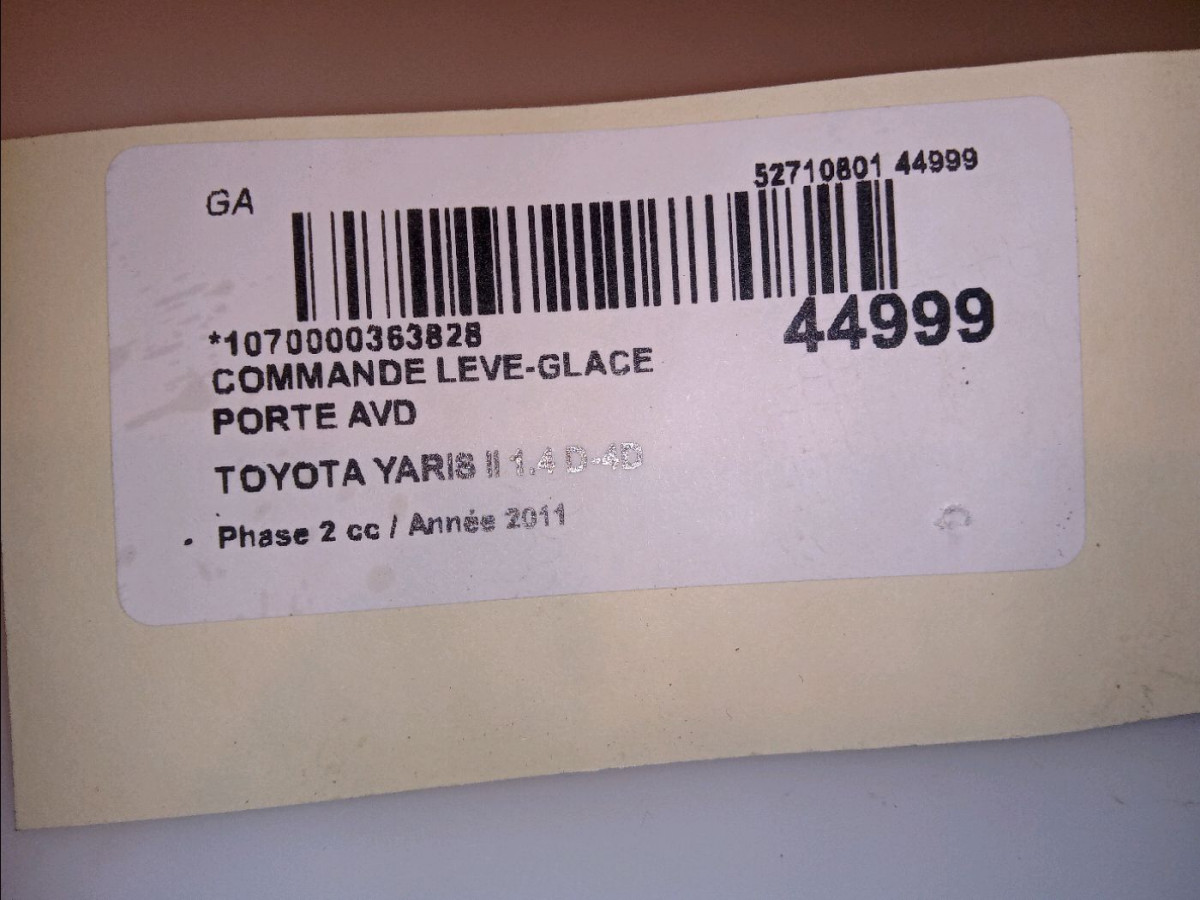 GA
52710801 44999
*1070000363828
44999
COMMANDE LEVE-GLACE
PORTE AVD
TOYOTA YARIS II 1.4 D-4D
. Phase 2 cc / Année 2011